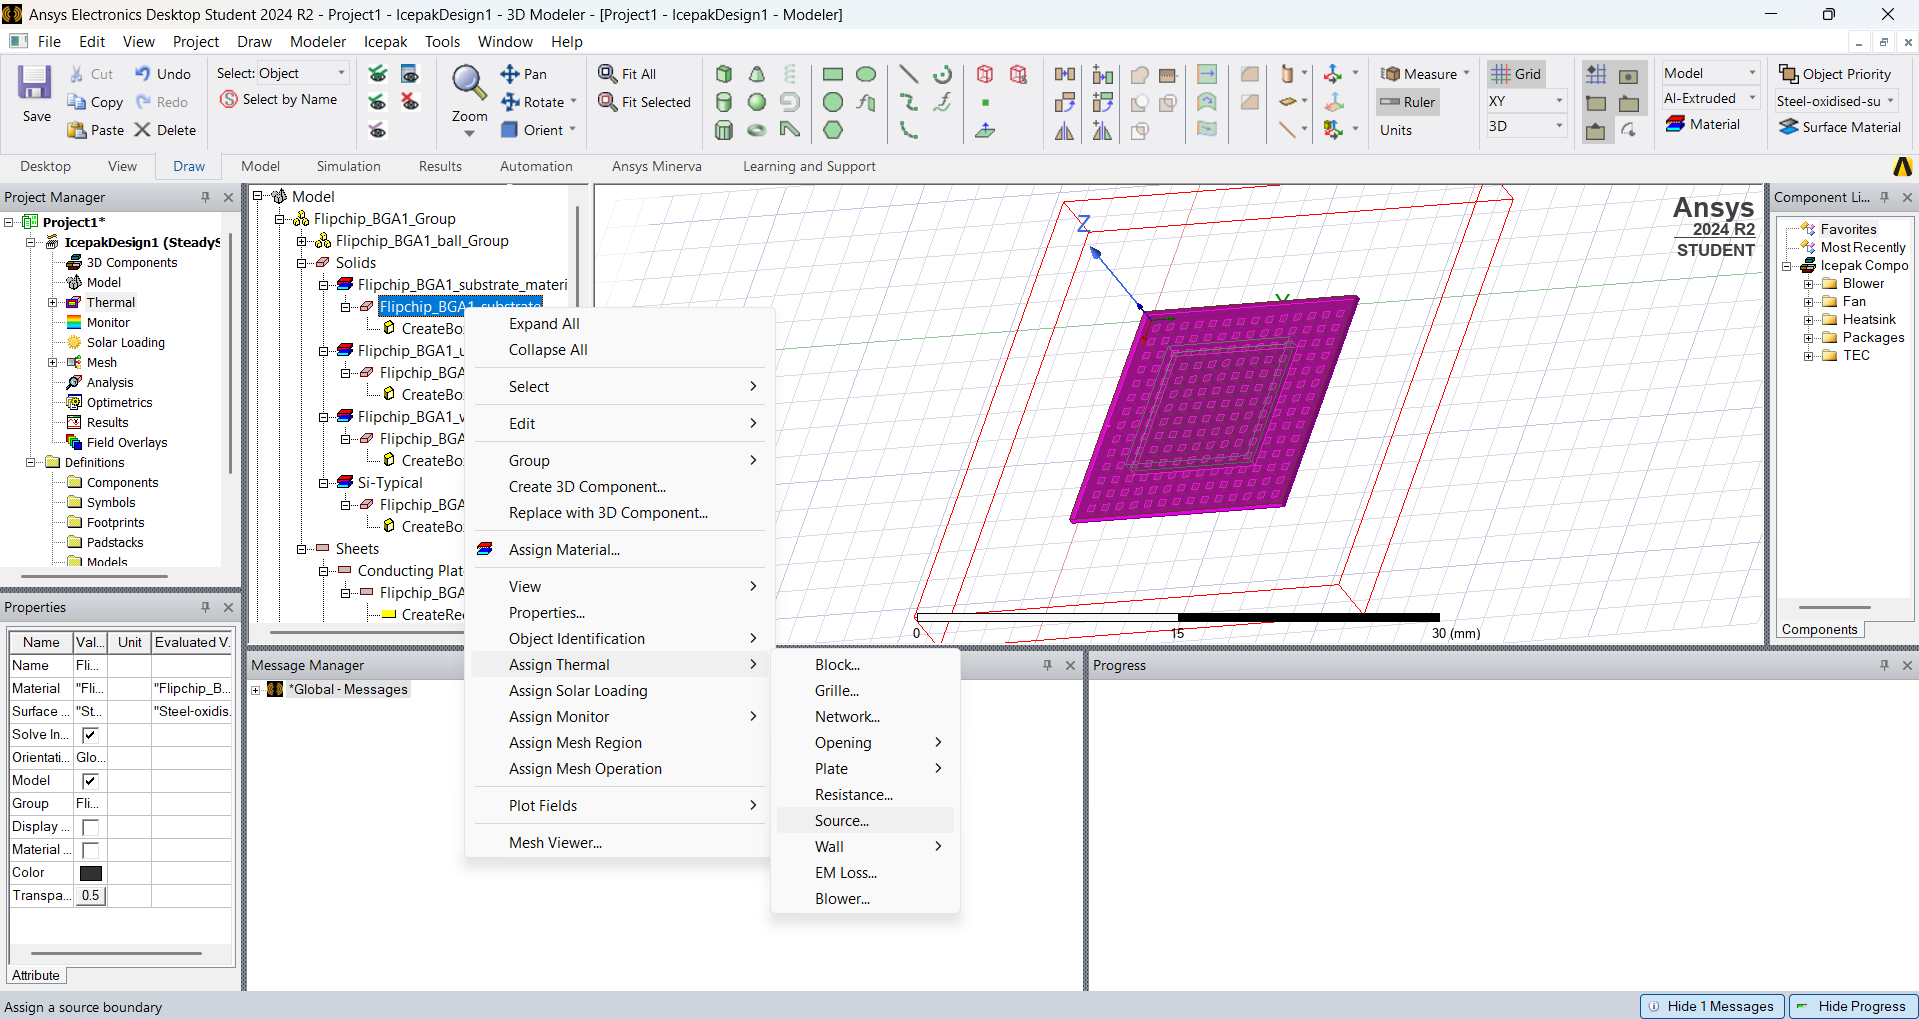 Ansys Electronics Desktop Student 2024 R2 - Project1 - IcepakDesign1 - 3D Modeler - [Project1 - IcepakDesign1 - Modeler]
File Edit View Project Draw Modeler Icepak Tools Window Help
Save
Cut
Copy
Paste
Undo
Redo
Delete
Select: Object
Select by Name
Zoom
Pan
Rotate
Orient
Fit All
Fit Selected
Measure
Ruler
Units
Grid
XY
3D
Model
Al-Extruded
Material
Object Priority
Steel-oxidised-su
Surface Material
Desktop View Draw Model Simulation Results Automation Ansys Minerva Learning and Support
Project Manager
Project1*
IcepakDesign1 (SteadyS
3D Components
Model
Thermal
Monitor
Solar Loading
Mesh
Analysis
Optimetrics
Results
Field Overlays
Definitions
Components
Symbols
Footprints
Padstacks
Models
Model
Flipchip_BGA1_Group
Flipchip_BGA1_ball_Group
Solids
Flipchip_BGA1_substrate_materi
Flipchip_BGA1_substrate
CreateBo
Flipchip_BGA1_u
Flipchip_BGA
CreateBo
Flipchip_BGA1_v
Flipchip_BGA
CreateBo
Si-Typical
Flipchip_BGA
CreateBo
Sheets
Conducting Plat
Flipchip_BG
CreateRe
Expand All
Collapse All
Select
Edit
Group
Create 3D Component...
Replace with 3D Component...
Assign Material...
View
Properties...
Object Identification
Assign Thermal
Assign Solar Loading
Assign Monitor
Assign Mesh Region
Assign Mesh Operation
Plot Fields
Mesh Viewer...
Block...
Grille...
Network...
Opening
Plate
Resistance...
Source...
Wall
EM Loss...
Blower...
Z
Y
Ansys
2024 R2
STUDENT
0 15 30 (mm)
Component Li...
Favorites
Most Recently
Icepak Compo
Blower
Fan
Heatsink
Packages
TEC
Components
Properties
Name Val... Unit Evaluated V.
Name Fli...
Material "Fli... "Flipchip_B...
Surface ... "St... "Steel-oxidis.
Solve In...
Orientati... Glo...
Model
Group Fli...
Display ...
Material ...
Color
Transpa... 0.5
Attribute
Message Manager
*Global - Messages
Progress
Assign a source boundary
Hide 1 Messages
Hide Progress